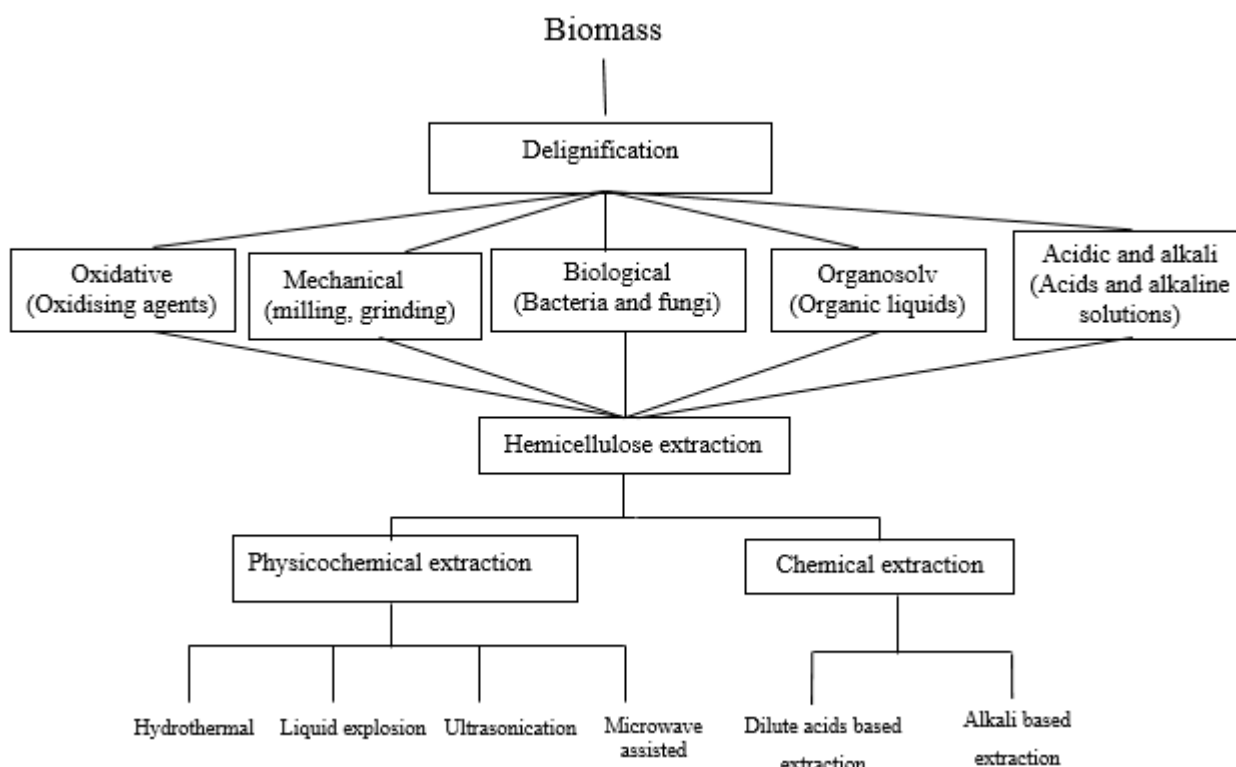 Biomass
Delignification
Oxidative
(Oxidising agents)
Mechanical
(milling, grinding)
Biological
(Bacteria and fungi)
Organosolv
(Organic liquids)
Acidic and alkali
(Acids and alkaline
solutions)
Hemicellulose extraction
Physicochemical extraction
Chemical extraction
Hydrothermal
Liquid explosion
Ultrasonication
Microwave
assisted
Dilute acids based
extraction
Alkali based
extraction